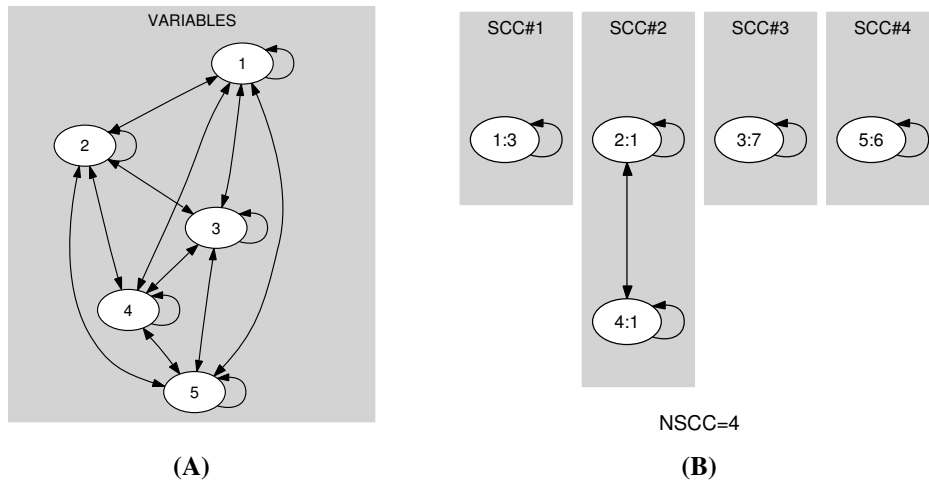 VARIABLES
1
2
3
4
5
(A)
SCC#1 SCC#2 SCC#3 SCC#4
1:3 2:1 3:7 5:6
4:1
NSCC=4
(B)